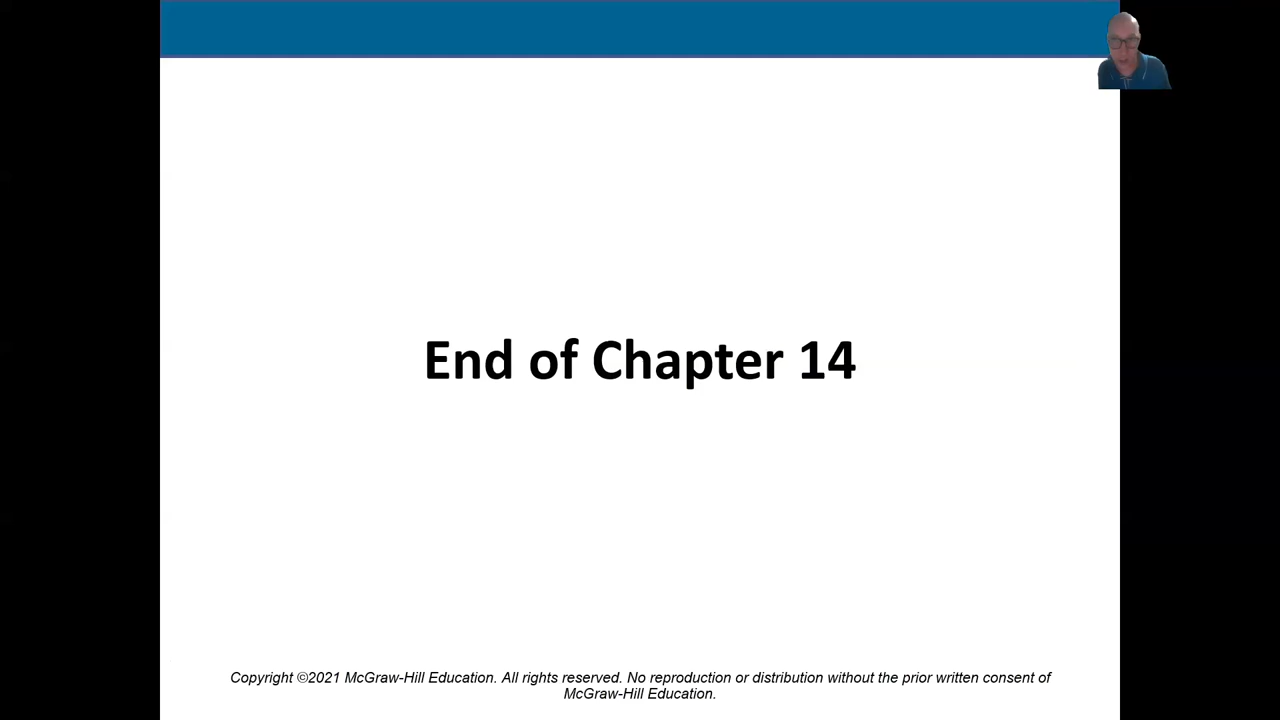 End of Chapter 14
Copyright ©2021 McGraw-Hill Education. All rights reserved. No reproduction or distribution without the prior written consent of
McGraw-Hill Education.